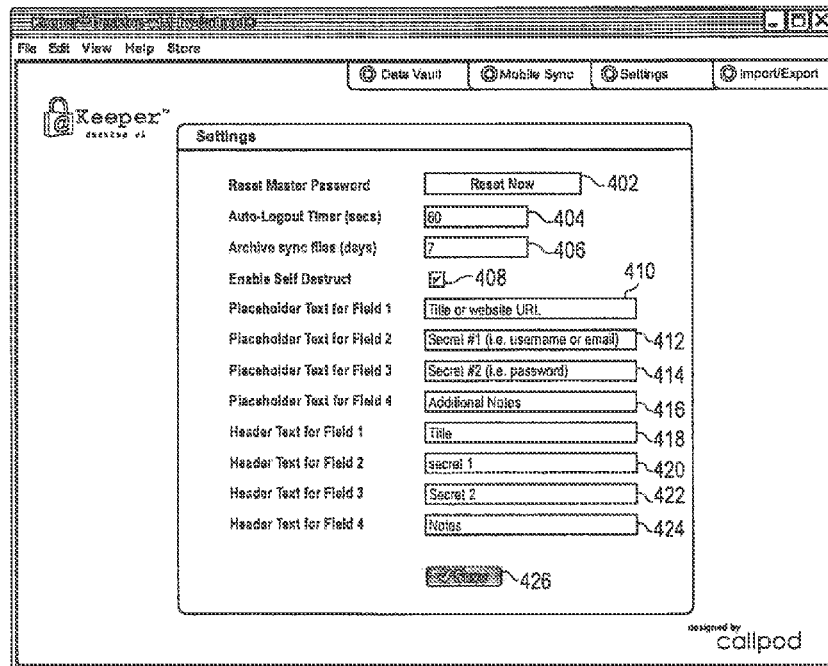 File Edit View Help Store
Data Vault Mobile Sync Settings Import/Export
Keeper™
Settings
Reset Master Password Reset Now 402
Auto-Logout Timer (secs) 60 404
Archive sync files (days) 7 406
Enable Self Destruct 408
410
Placeholder Text for Field 1 Title or website URL
Placeholder Text for Field 2 Secret #1 (i.e. username or email) 412
Placeholder Text for Field 3 Secret #2 (i.e. password) 414
Placeholder Text for Field 4 Additional Notes 416
Header Text for Field 1 Title 418
Header Text for Field 2 secret 1 420
Header Text for Field 3 Secret 2 422
Header Text for Field 4 Notes 424
426
designed by
callpod